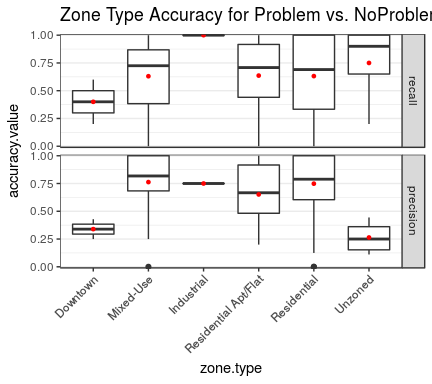 Zone Type Accuracy for Problem vs. NoProblem
accuracy.value
1.00
0.75
0.50
0.25
0.00
recall
1.00
0.75
0.50
0.25
0.00
precision
Downtown
Mixed-Use
Industrial
Residential Apt/Flat
Residential
Unzoned
zone.type